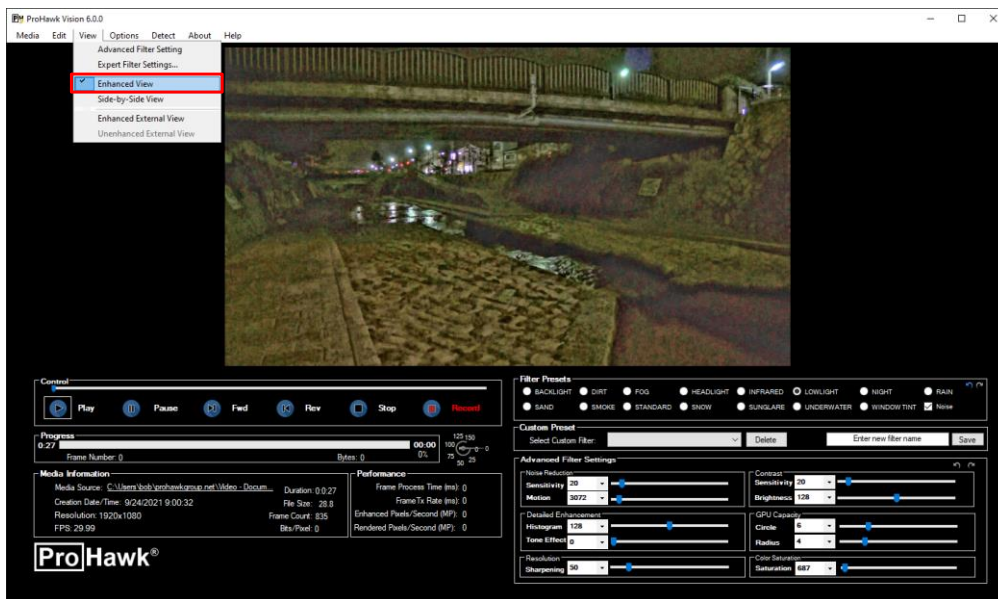 ProHawk Vision 6.0.0
Media Edit View Options Detect About Help
Advanced Filter Setting
Expert Filter Settings...
Enhanced View
Side-by-Side View
Enhanced External View
Unenhanced External View
Control
Play Pause Fwd Rev Stop Record
Progress
0:27 00:00
Frame Number: 0 Bytes: 0 0%
125 150
100 0
75 50 25
Media Information
Media Source: C:\Users\bob\prohawkgroup.net\Video - Docum... Duration: 0:0:27
Creation Date/Time: 9/24/2021 9:00:32 File Size: 28.8
Resolution: 1920x1080 Frame Count: 835
FPS: 29.99 Bits/Pixel: 0
Performance
Frame Process Time (ms): 0
FrameTx Rate (ms): 0
Enhanced Pixels/Second (MP): 0
Rendered Pixels/Second (MP): 0
ProHawk®
Filter Presets
BACKLIGHT DIRT FOG HEADLIGHT INFRARED LOWLIGHT NIGHT RAIN
SAND SMOKE STANDARD SNOW SUNGLARE UNDERWATER WINDOW TINT Noise
Custom Preset
Select Custom Filter: Delete Enter new filter name Save
Advanced Filter Settings
Noise Reduction
Sensitivity 20
Motion 3072
Contrast
Sensitivity 20
Brightness 128
Detailed Enhancement
Histogram 128
Tone Effect 0
GPU Capacity
Circle 6
Radius 4
Resolution
Sharpening 50
Color Saturation
Saturation 687